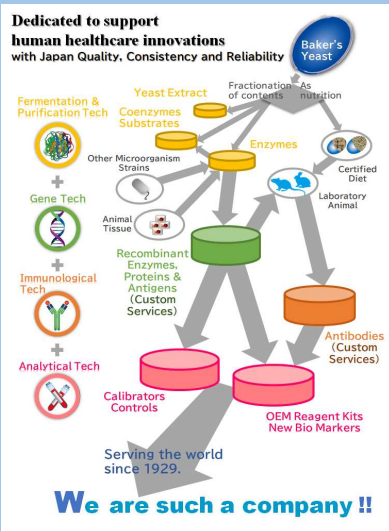 Dedicated to support
human healthcare innovations
with Japan Quality, Consistency and Reliability
Baker's
Yeast
Fractionation
of contents
As
nutrition
Yeast Extract
Coenzymes
Substrates
Enzymes
Fermentation &
Purification Tech
Other Microorganism
Strains
Certified
Diet
Laboratory
Animal
+
Gene Tech
Animal
Tissue
Recombinant
Enzymes,
Proteins &
Antigens
(Custom
Services)
+
Immunological
Tech
Antibodies
(Custom
Services)
+
Analytical Tech
Calibrators
Controls
OEM Reagent Kits
New Bio Markers
Serving the world
since 1929.
We are such a company !!